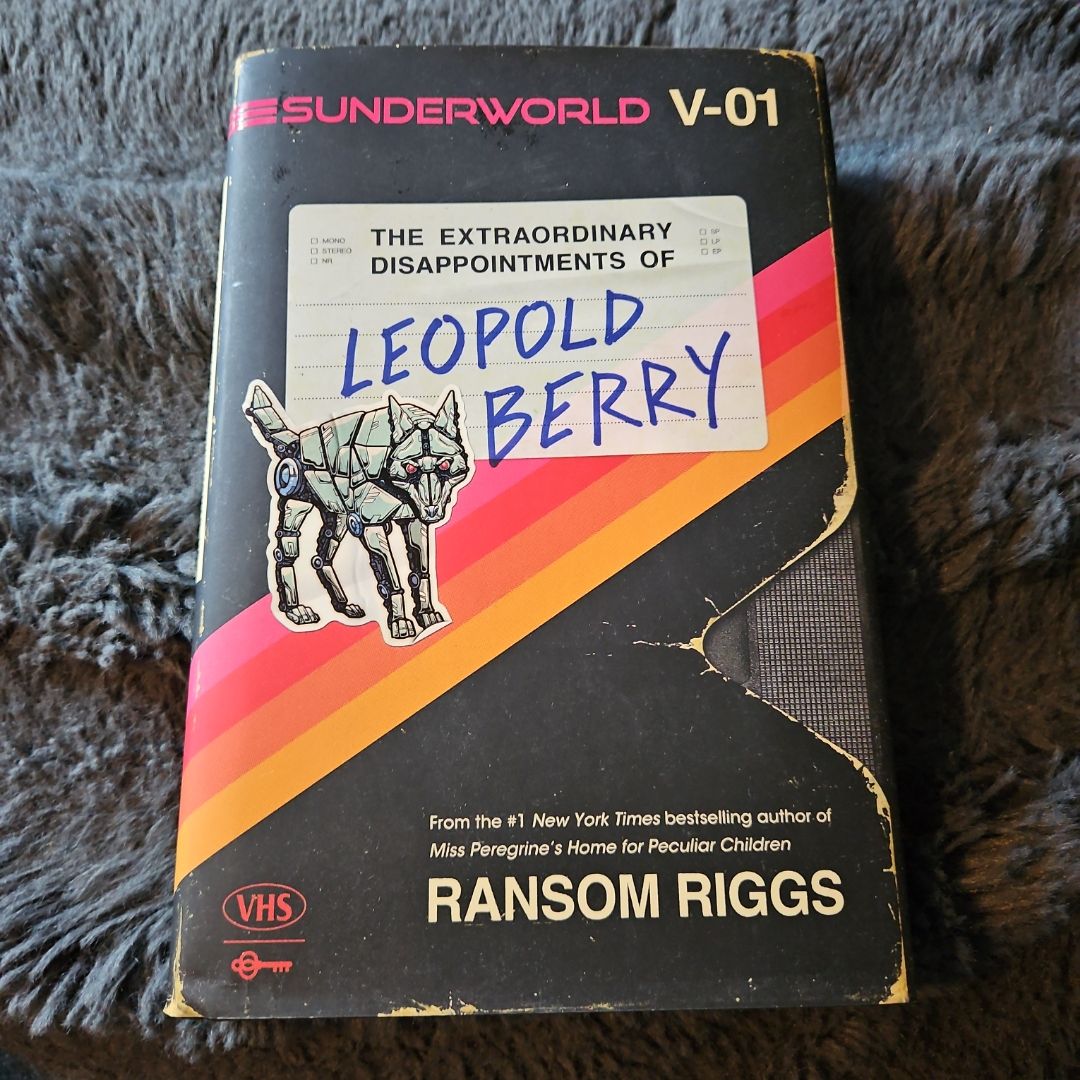 SUNDERWORLD V-01
☐ MONO
☐ STEREO
☐ NR
THE EXTRAORDINARY
DISAPPOINTMENTS OF
☐ SP
☐ LP
☐ EP
LEOPOLD
BERRY
From the #1 New York Times bestselling author of
Miss Peregrine's Home for Peculiar Children
RANSOM RIGGS
VHS